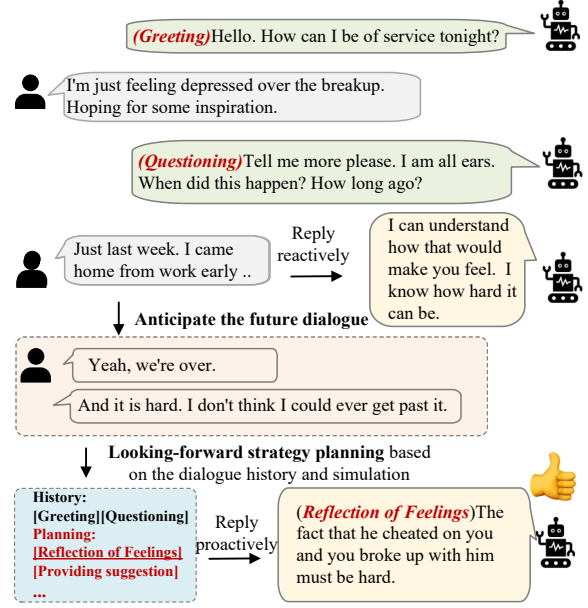 (Greeting)Hello. How can I be of service tonight?
I'm just feeling depressed over the breakup.
Hoping for some inspiration.
(Questioning)Tell me more please. I am all ears.
When did this happen? How long ago?
Just last week. I came
home from work early ..
Reply
reactively
I can understand
how that would
make you feel. I
know how hard it
can be.
Anticipate the future dialogue
Yeah, we're over.
And it is hard. I don't think I could ever get past it.
Looking-forward strategy planning based
on the dialogue history and simulation
History:
[Greeting][Questioning]
Planning:
[Reflection of Feelings]
[Providing suggestion]
...
Reply
proactively
(Reflection of Feelings)The
fact that he cheated on you
and you broke up with him
must be hard.